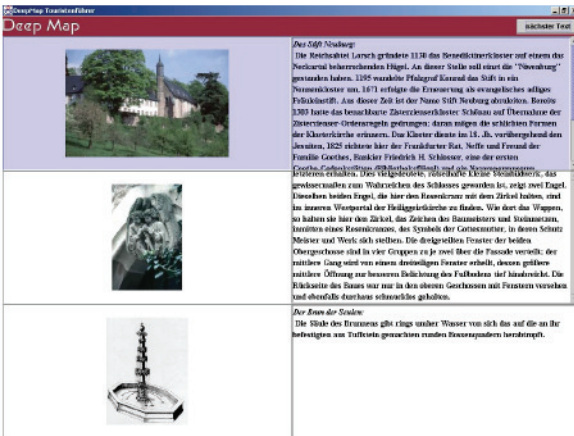 DeepMap Touristenführer
Deep Map
nächster Text
Das Stift Neuburg:
Die Reichsabtei Lorsch gründete 1130 das Benediktinerkloster auf einem das
Neckartal beherrschenden Hügel. An dieser Stelle soll einst die "Niwenburg"
gestanden haben. 1195 wandelte Pfalzgraf Konrad das Stift in ein
Nonnenkloster um, 1671 erfolgte die Erneuerung als evangelisches adliges
Fräuleinstift. Aus dieser Zeit ist der Name Stift Neuburg abzuleiten. Bereits
1303 hatte das benachbarte Zisterzienserkloster Schönau auf Übernahme der
Zisterzienser-Ordensregeln gedrungen; daran mögen die schlichten Formen
der Klosterkirche erinnern. Das Kloster diente im 18. Jh. vorübergehend den
Jesuiten, 1825 richtete hier der Frankfurter Rat, Neffe und Freund der
Familie Goethes, Bankier Friedrich H. Schlosser, eine der ersten
letzteren erhalten. Dies vielgedeutete, rätselhafte kleine Steinbildwerk, das
gewissermaßen zum Wahrzeichen des Schlosses geworden ist, zeigt zwei Engel.
Dieselben beiden Engel, die hier den Rosenkranz mit dem Zirkel halten, sind
im inneren Westportal der Heiliggeistkirche zu finden. Wie dort das Wappen,
so halten sie hier den Zirkel, das Zeichen des Baumeisters und Steinmetzen,
inmitten eines Rosenkranzes, des Symbols der Gottesmutter, in deren Schutz
Meister und Werk sich stellten. Die dreigeteilten Fenster der beiden
Obergeschosse sind in vier Gruppen zu je zwei über die Fassade verteilt; der
mittlere Gang wird von einem dreiteiligen Fenster erhellt, dessen größere
mittlere Öffnung zur besseren Belichtung des Fußbodens tief hinabreicht. Die
Rückseite des Baues war nur in den oberen Geschossen mit Fenstern versehen
und ebenfalls durchaus schmucklos gehalten.
Der Brun der Seulen:
Die Säule des Brunnens gibt rings umher Wasser von sich das auf die an ihr
befestigten aus Tuffstein gemachten runden Bossenquadern herabtropft.